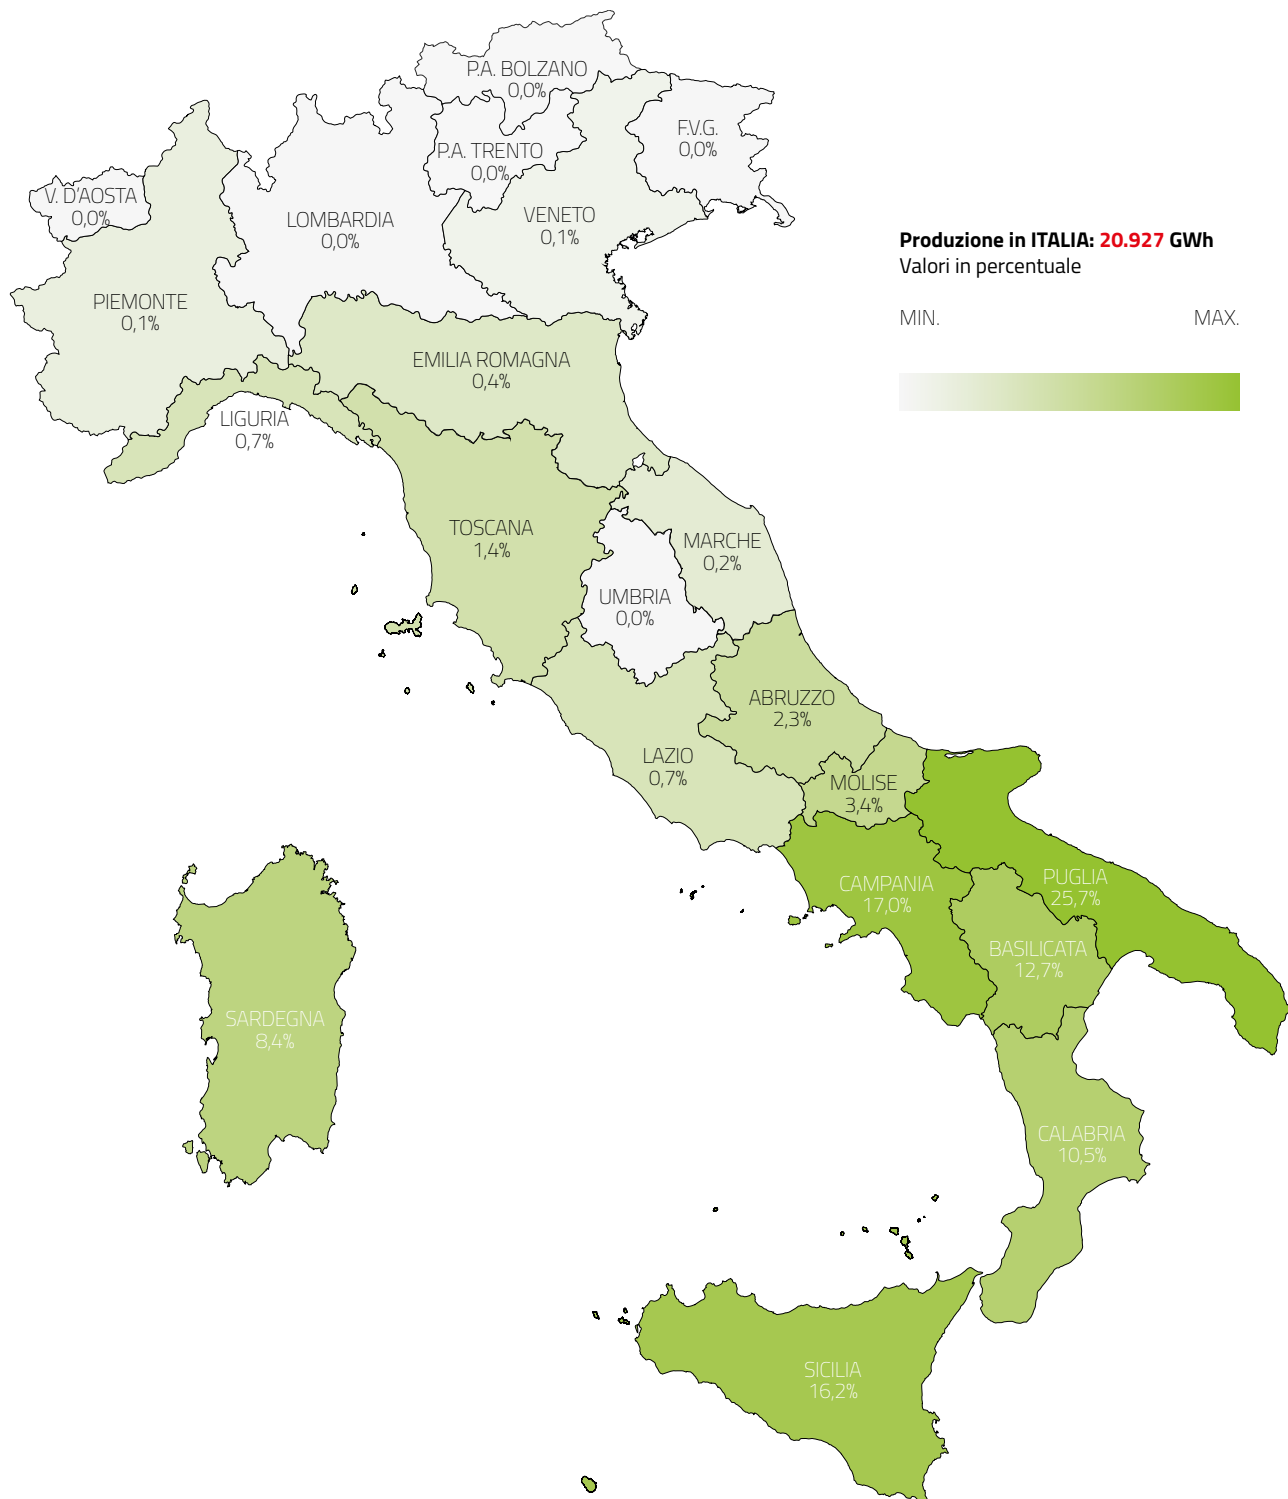 P.A. BOLZANO
0,0%
F.V.G.
0,0%
P.A. TRENTO
0,0%
V. D'AOSTA
0,0%
LOMBARDIA
0,0%
VENETO
0,1%
Produzione in ITALIA: 20.927 GWh
Valori in percentuale
MIN. MAX.
PIEMONTE
0,1%
EMILIA ROMAGNA
0,4%
LIGURIA
0,7%
TOSCANA
1,4%
MARCHE
0,2%
UMBRIA
0,0%
ABRUZZO
2,3%
LAZIO
0,7%
MOLISE
3,4%
CAMPANIA
17,0%
PUGLIA
25,7%
BASILICATA
12,7%
SARDEGNA
8,4%
CALABRIA
10,5%
SICILIA
16,2%